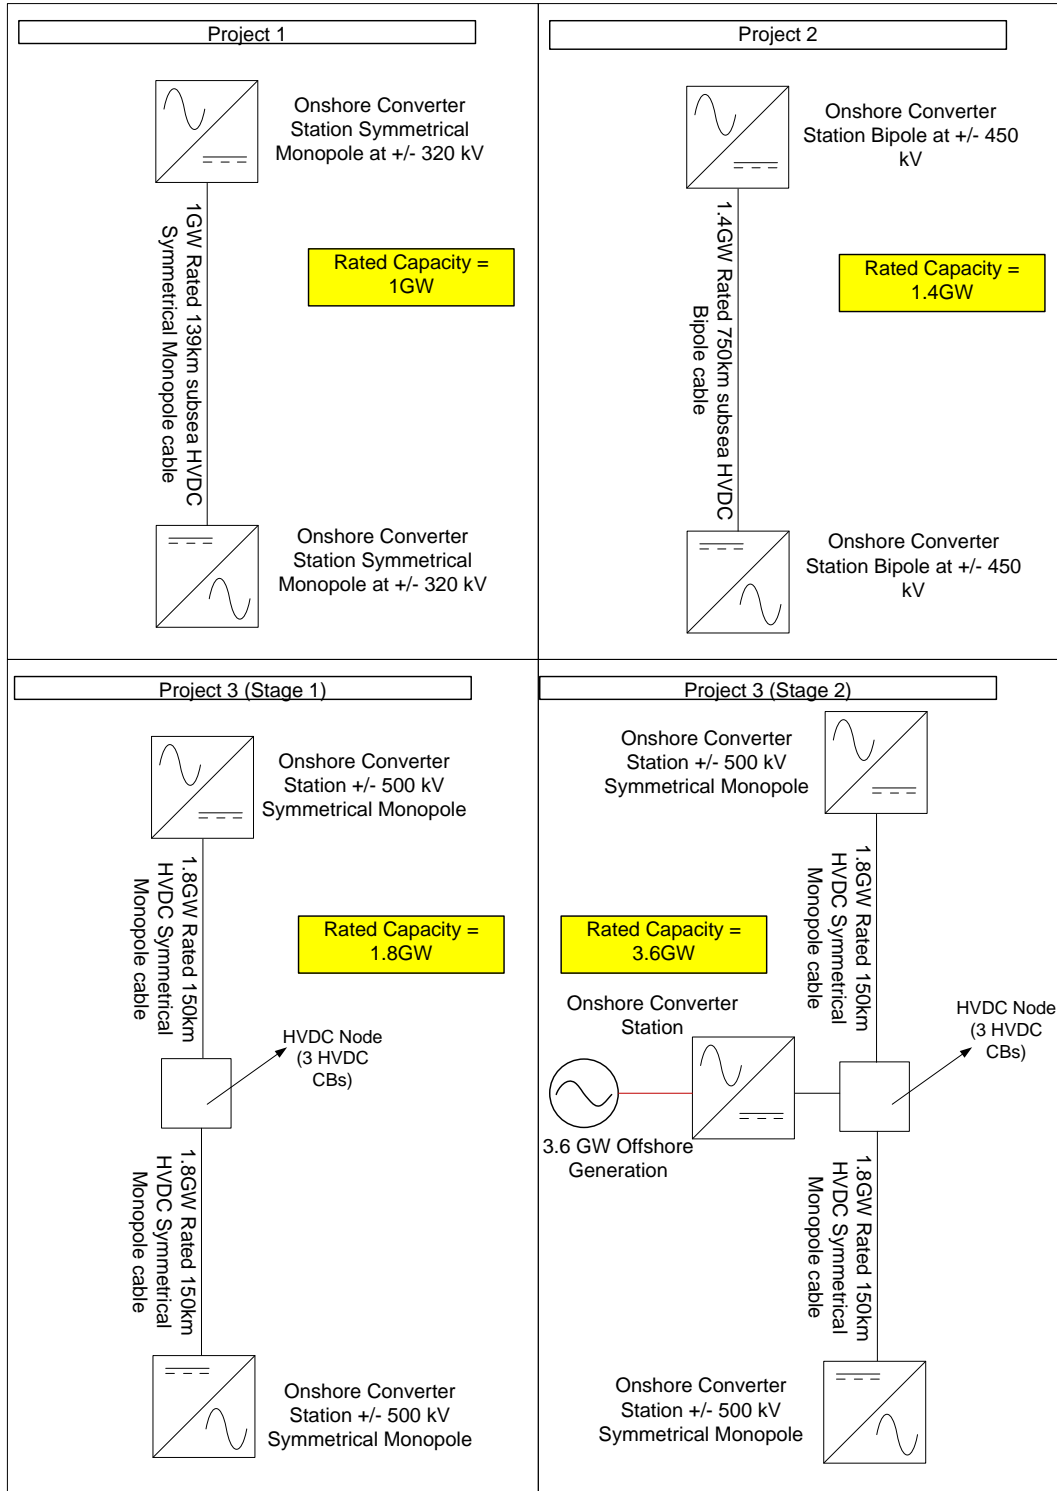 Project 1
Onshore Converter
Station Symmetrical
Monopole at +/- 320 kV
1GW Rated 139km subsea HVDC
Symmetrical Monopole cable
Rated Capacity =
1GW
Onshore Converter
Station Symmetrical
Monopole at +/- 320 kV
Project 2
Onshore Converter
Station Bipole at +/- 450
kV
1.4GW Rated 750km subsea HVDC
Bipole cable
Rated Capacity =
1.4GW
Onshore Converter
Station Bipole at +/- 450
kV
Project 3 (Stage 1)
Onshore Converter
Station +/- 500 kV
Symmetrical Monopole
1.8GW Rated 150km
HVDC Symmetrical
Monopole cable
Rated Capacity =
1.8GW
HVDC Node
(3 HVDC
CBs)
1.8GW Rated 150km
HVDC Symmetrical
Monopole cable
Onshore Converter
Station +/- 500 kV
Symmetrical Monopole
Project 3 (Stage 2)
Onshore Converter
Station +/- 500 kV
Symmetrical Monopole
1.8GW Rated 150km
HVDC Symmetrical
Monopole cable
Rated Capacity =
3.6GW
Onshore Converter
Station
HVDC Node
(3 HVDC
CBs)
3.6 GW Offshore
Generation
1.8GW Rated 150km
HVDC Symmetrical
Monopole cable
Onshore Converter
Station +/- 500 kV
Symmetrical Monopole